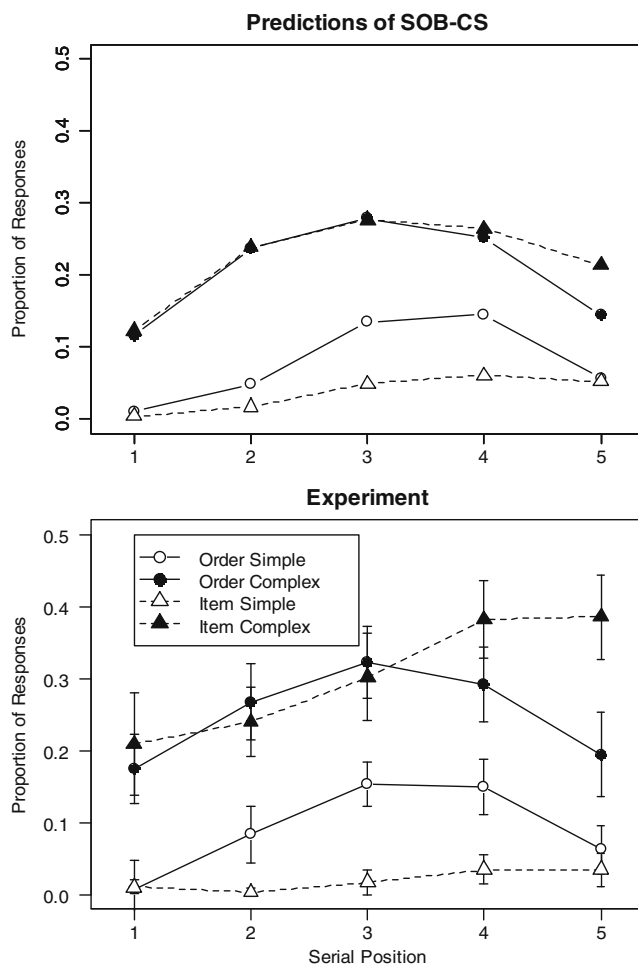 Predictions of SOB-CS
Proportion of Responses
0.5
0.4
0.3
0.2
0.1
0.0
1 2 3 4 5
Experiment
Proportion of Responses
0.5
0.4
0.3
0.2
0.1
0.0
Order Simple
Order Complex
Item Simple
Item Complex
1 2 3 4 5
Serial Position